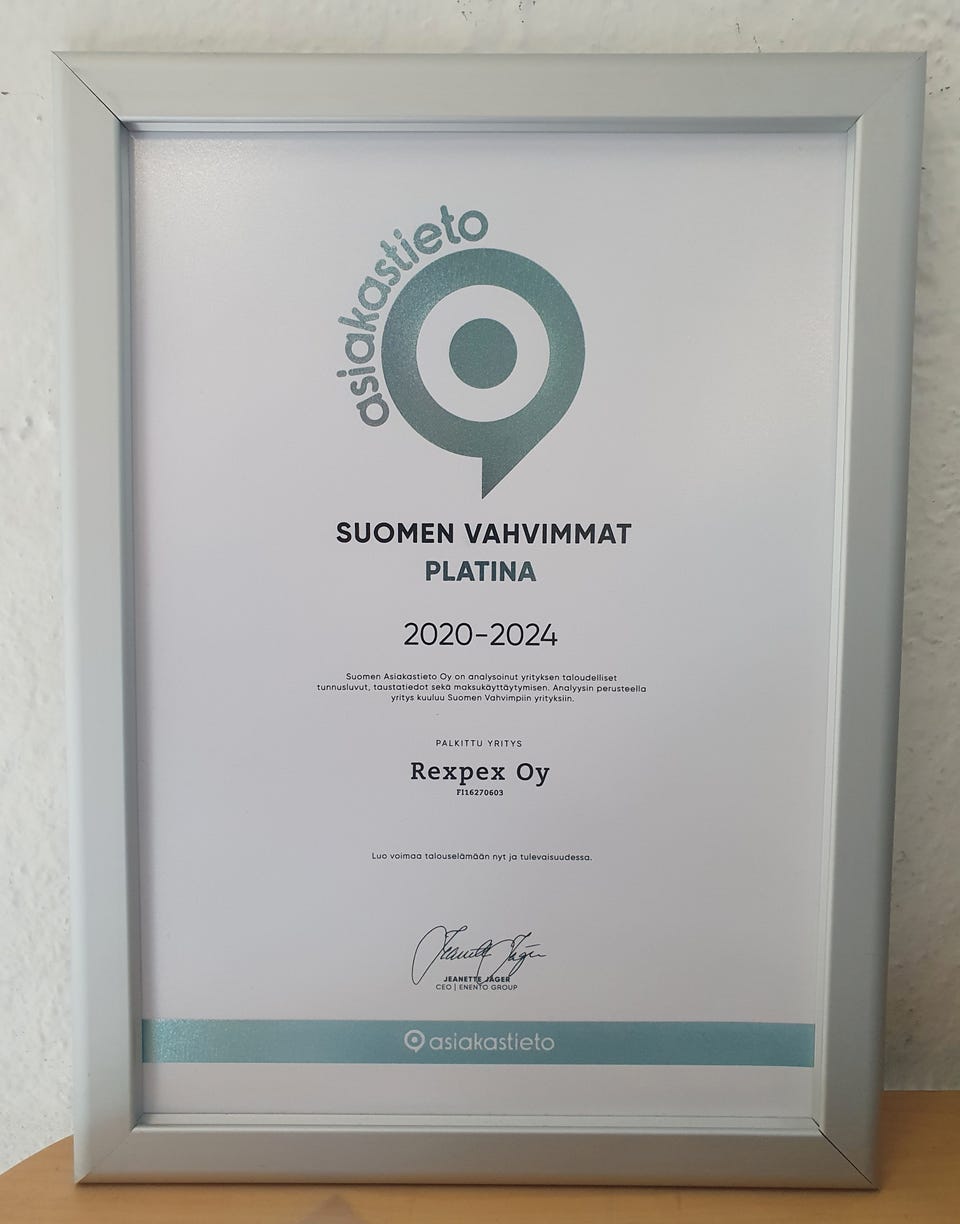 asiakastieto
SUOMEN VAHVIMMAT
PLATINA
2020-2024
Suomen Asiakastieto Oy on analysoinut yrityksen taloudelliset
tunnusluvut, taustatiedot sekä maksukäyttäytymisen. Analyysin perusteella
yritys kuuluu Suomen Vahvimpiin yrityksiin.
PALKITTU YRITYS
Rexpex Oy
FI16270603
Luo voimaa talouselämään nyt ja tulevaisuudessa.
Jeanette Jäger
JEANETTE JÄGER
CEO | ENENTO GROUP
asiakastieto